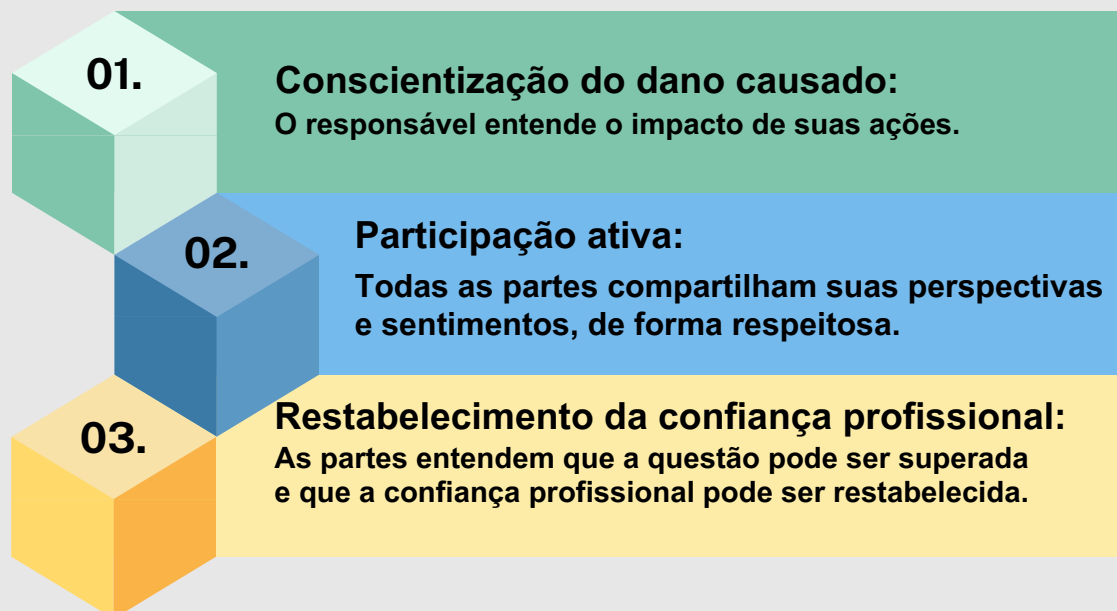 01.
Conscientização do dano causado:
O responsável entende o impacto de suas ações.
02.
Participação ativa:
Todas as partes compartilham suas perspectivas
e sentimentos, de forma respeitosa.
03.
Restabelecimento da confiança profissional:
As partes entendem que a questão pode ser superada
e que a confiança profissional pode ser restabelecida.